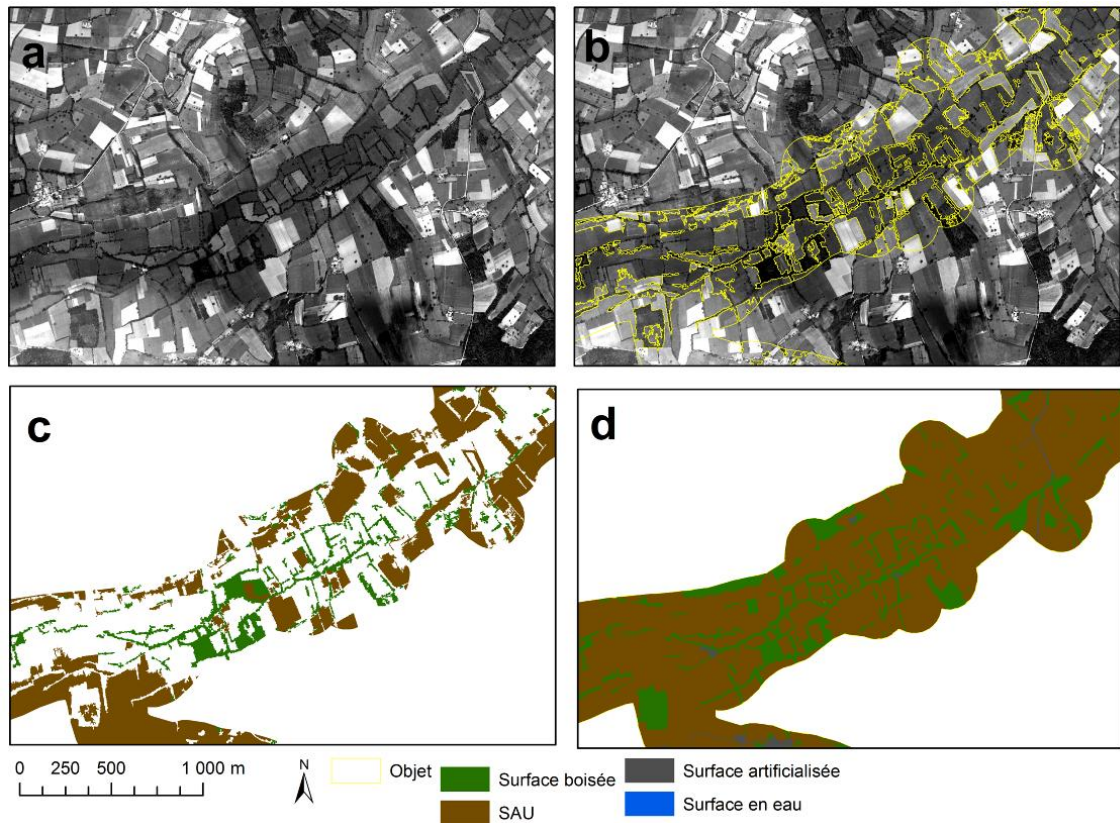 a
b
c
d
0 250 500 1 000 m
N
Objet
Surface boisée
SAU
Surface artificialisée
Surface en eau